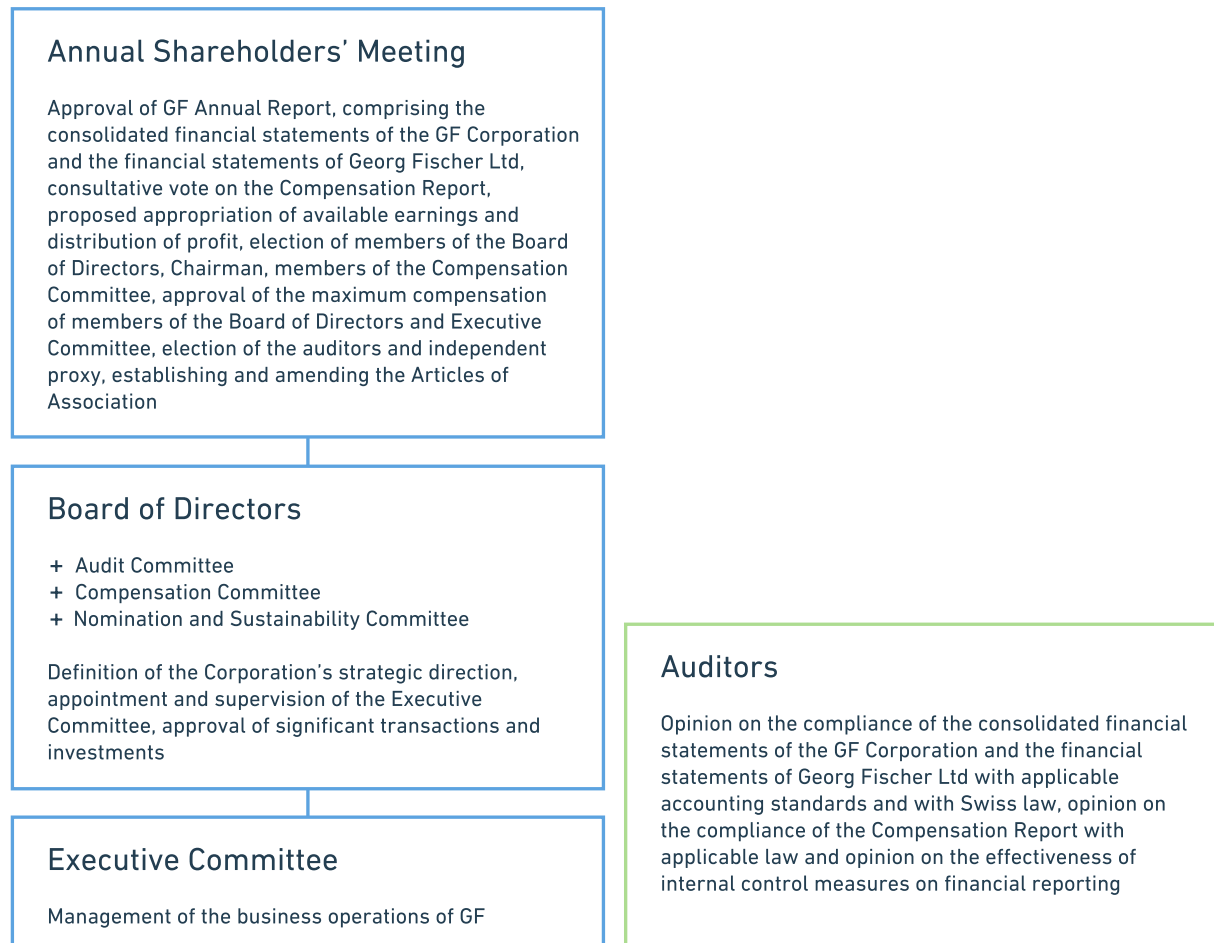 Annual Shareholders’ Meeting
Approval of GF Annual Report, comprising the
consolidated financial statements of the GF Corporation
and the financial statements of Georg Fischer Ltd,
consultative vote on the Compensation Report,
proposed appropriation of available earnings and
distribution of profit, election of members of the Board
of Directors, Chairman, members of the Compensation
Committee, approval of the maximum compensation
of members of the Board of Directors and Executive
Committee, election of the auditors and independent
proxy, establishing and amending the Articles of
Association
Board of Directors
+ Audit Committee
+ Compensation Committee
+ Nomination and Sustainability Committee
Definition of the Corporation’s strategic direction,
appointment and supervision of the Executive
Committee, approval of significant transactions and
investments
Executive Committee
Management of the business operations of GF
Auditors
Opinion on the compliance of the consolidated financial
statements of the GF Corporation and the financial
statements of Georg Fischer Ltd with applicable
accounting standards and with Swiss law, opinion on
the compliance of the Compensation Report with
applicable law and opinion on the effectiveness of
internal control measures on financial reporting